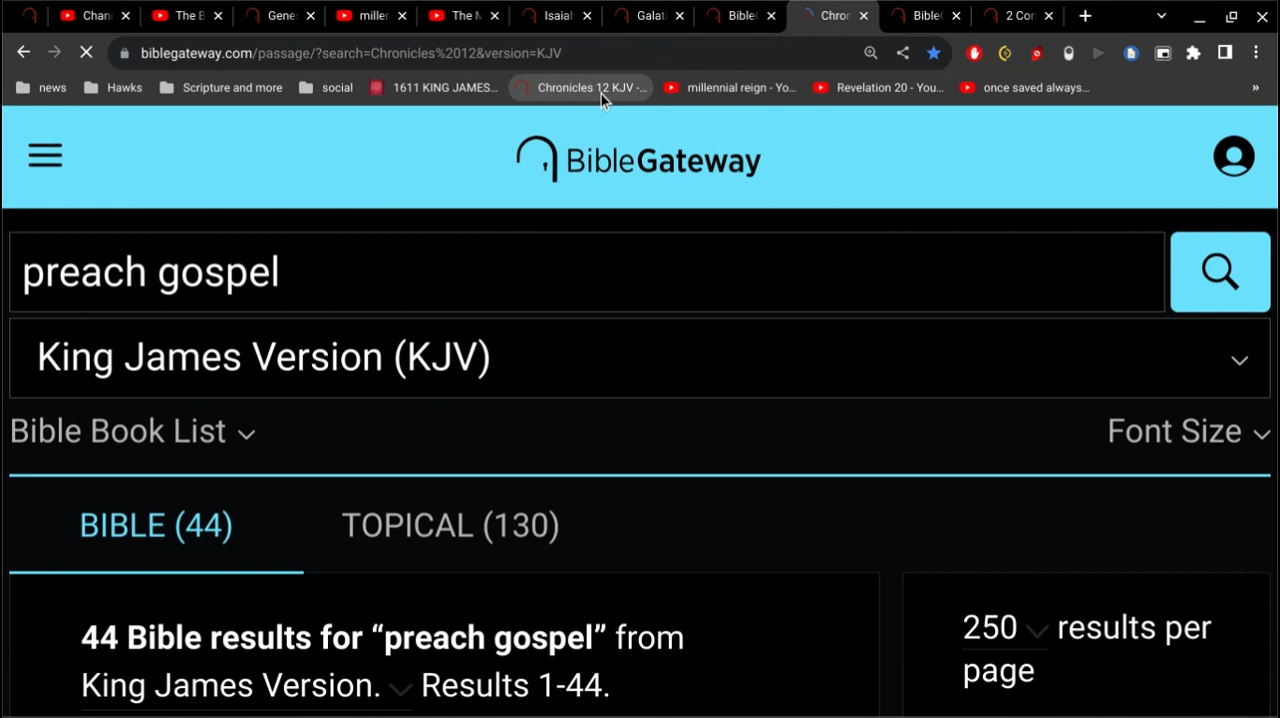 Chann
The B
Gene
miller
The M
Isaiah
Galat
Bible
Chron
Bible
2 Cor
biblegateway.com/passage/?search=Chronicles%2012&version=KJV
news
Hawks
Scripture and more
social
1611 KING JAMES...
Chronicles 12 KJV -...
millennial reign - Yo...
Revelation 20 - You...
once saved always...
»
BibleGateway
preach gospel
King James Version (KJV)
Bible Book List
Font Size
BIBLE (44)
TOPICAL (130)
44 Bible results for “preach gospel” from
King James Version. Results 1-44.
250 results per
page